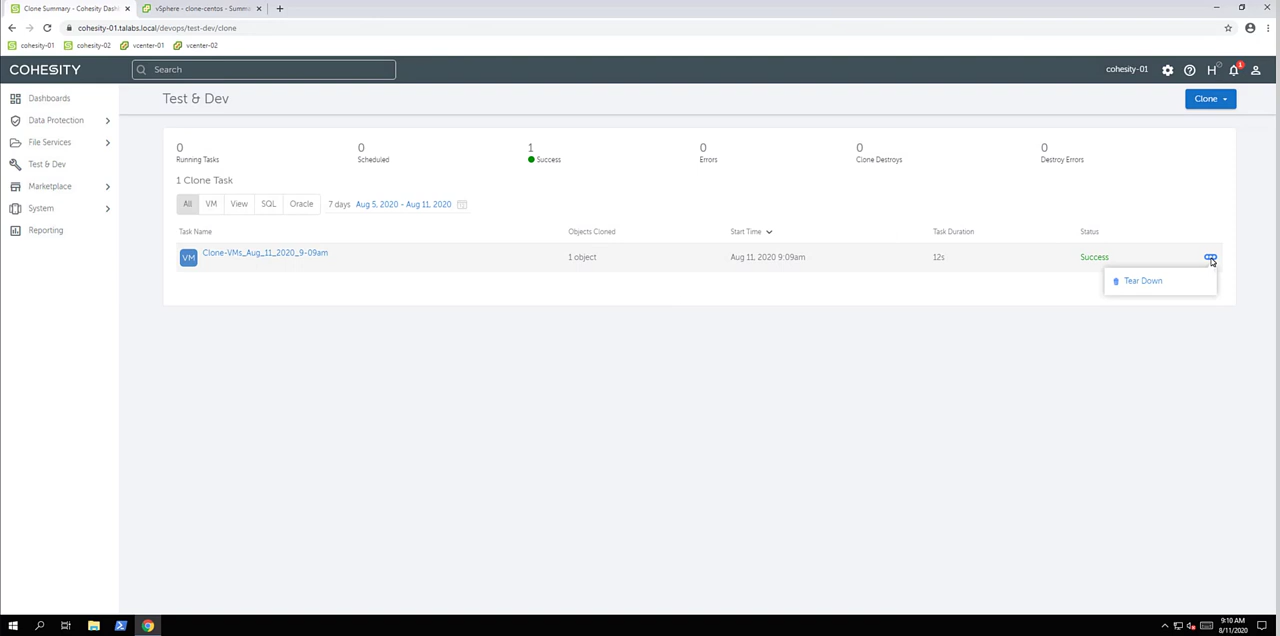 Clone Summary - Cohesity Dash
vSphere - clone-centos - Summ
cohesity-01.talabs.local/devops/test-dev/clone
cohesity-01 cohesity-02 vcenter-01 vcenter-02
COHESITY
Search
cohesity-01
H
1
Dashboards
Data Protection
File Services
Test & Dev
Marketplace
System
Reporting
Test & Dev
Clone
0 0 1 0 0 0
Running Tasks Scheduled Success Errors Clone Destroys Destroy Errors
1 Clone Task
All VM View SQL Oracle 7 days Aug 5, 2020 - Aug 11, 2020
Task Name Objects Cloned Start Time Task Duration Status
VM Clone-VMs_Aug_11_2020_9-09am 1 object Aug 11, 2020 9:09am 12s Success
Tear Down
9:10 AM
8/11/2020